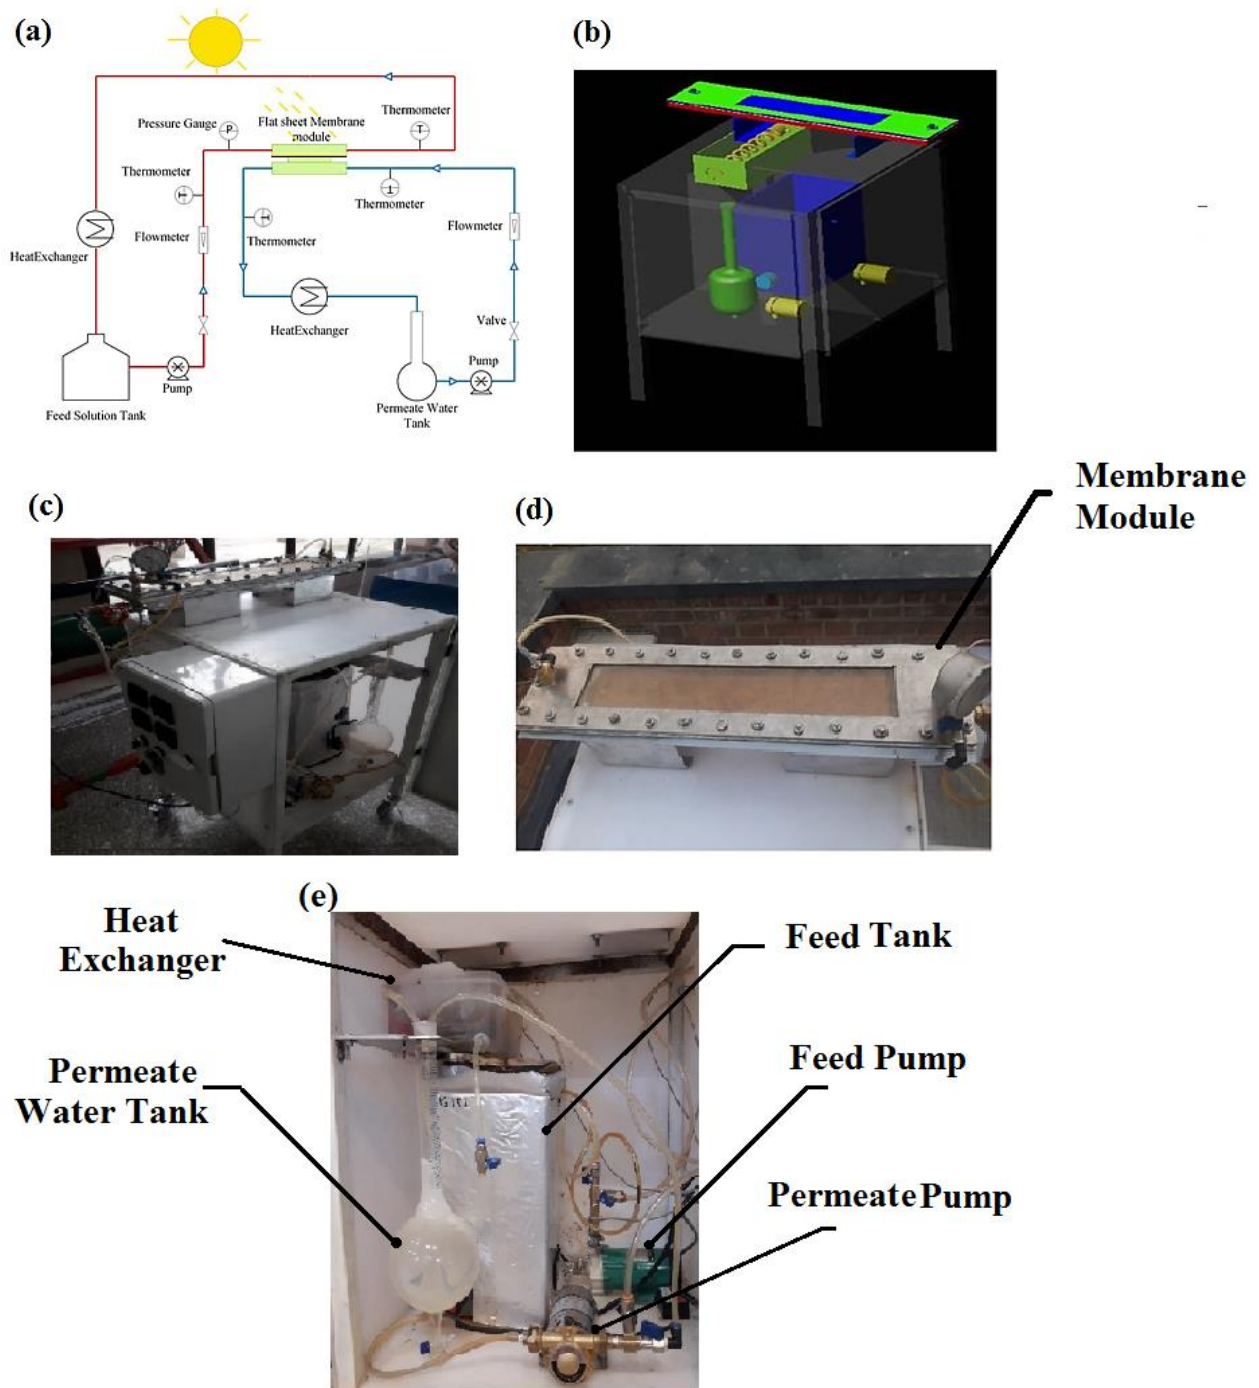 (a)
Thermometer
Pressure Gauge
P
Flat sheet Membrane
module
T
Thermometer
T
T
Thermometer
Flowmeter
Flowmeter
T
Thermometer
HeatExchanger
HeatExchanger
Valve
Pump
Pump
Feed Solution Tank
Permeate Water
Tank
(b)
(c)
(d)
Membrane
Module
(e)
Heat
Exchanger
Feed Tank
Permeate
Water Tank
Feed Pump
Permeate Pump